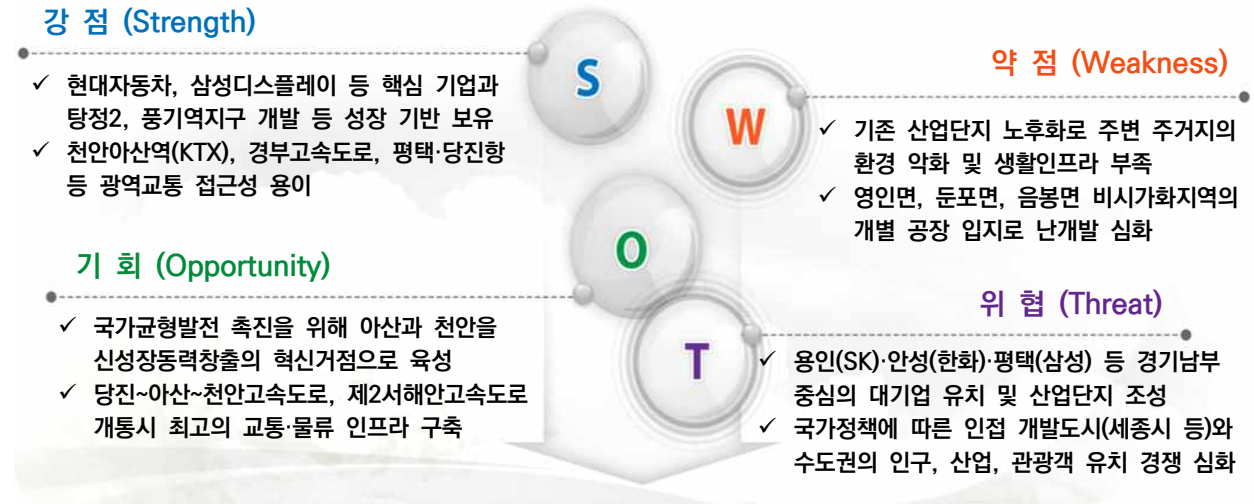 강 점 (Strength)
✓ 현대자동차, 삼성디스플레이 등 핵심 기업과
탕정2, 풍기역지구 개발 등 성장 기반 보유
✓ 천안아산역(KTX), 경부고속도로, 평택·당진항
등 광역교통 접근성 용이
S
약 점 (Weakness)
W
✓ 기존 산업단지 노후화로 주변 주거지의
환경 악화 및 생활인프라 부족
✓ 영인면, 둔포면, 음봉면 비시가화지역의
개별 공장 입지로 난개발 심화
기 회 (Opportunity)
O
✓ 국가균형발전 촉진을 위해 아산과 천안을
신성장동력창출의 혁신거점으로 육성
✓ 당진~아산~천안고속도로, 제2서해안고속도로
개통시 최고의 교통·물류 인프라 구축
위 협 (Threat)
T
✓ 용인(SK)·안성(한화)·평택(삼성) 등 경기남부
중심의 대기업 유치 및 산업단지 조성
✓ 국가정책에 따른 인접 개발도시(세종시 등)와
수도권의 인구, 산업, 관광객 유치 경쟁 심화